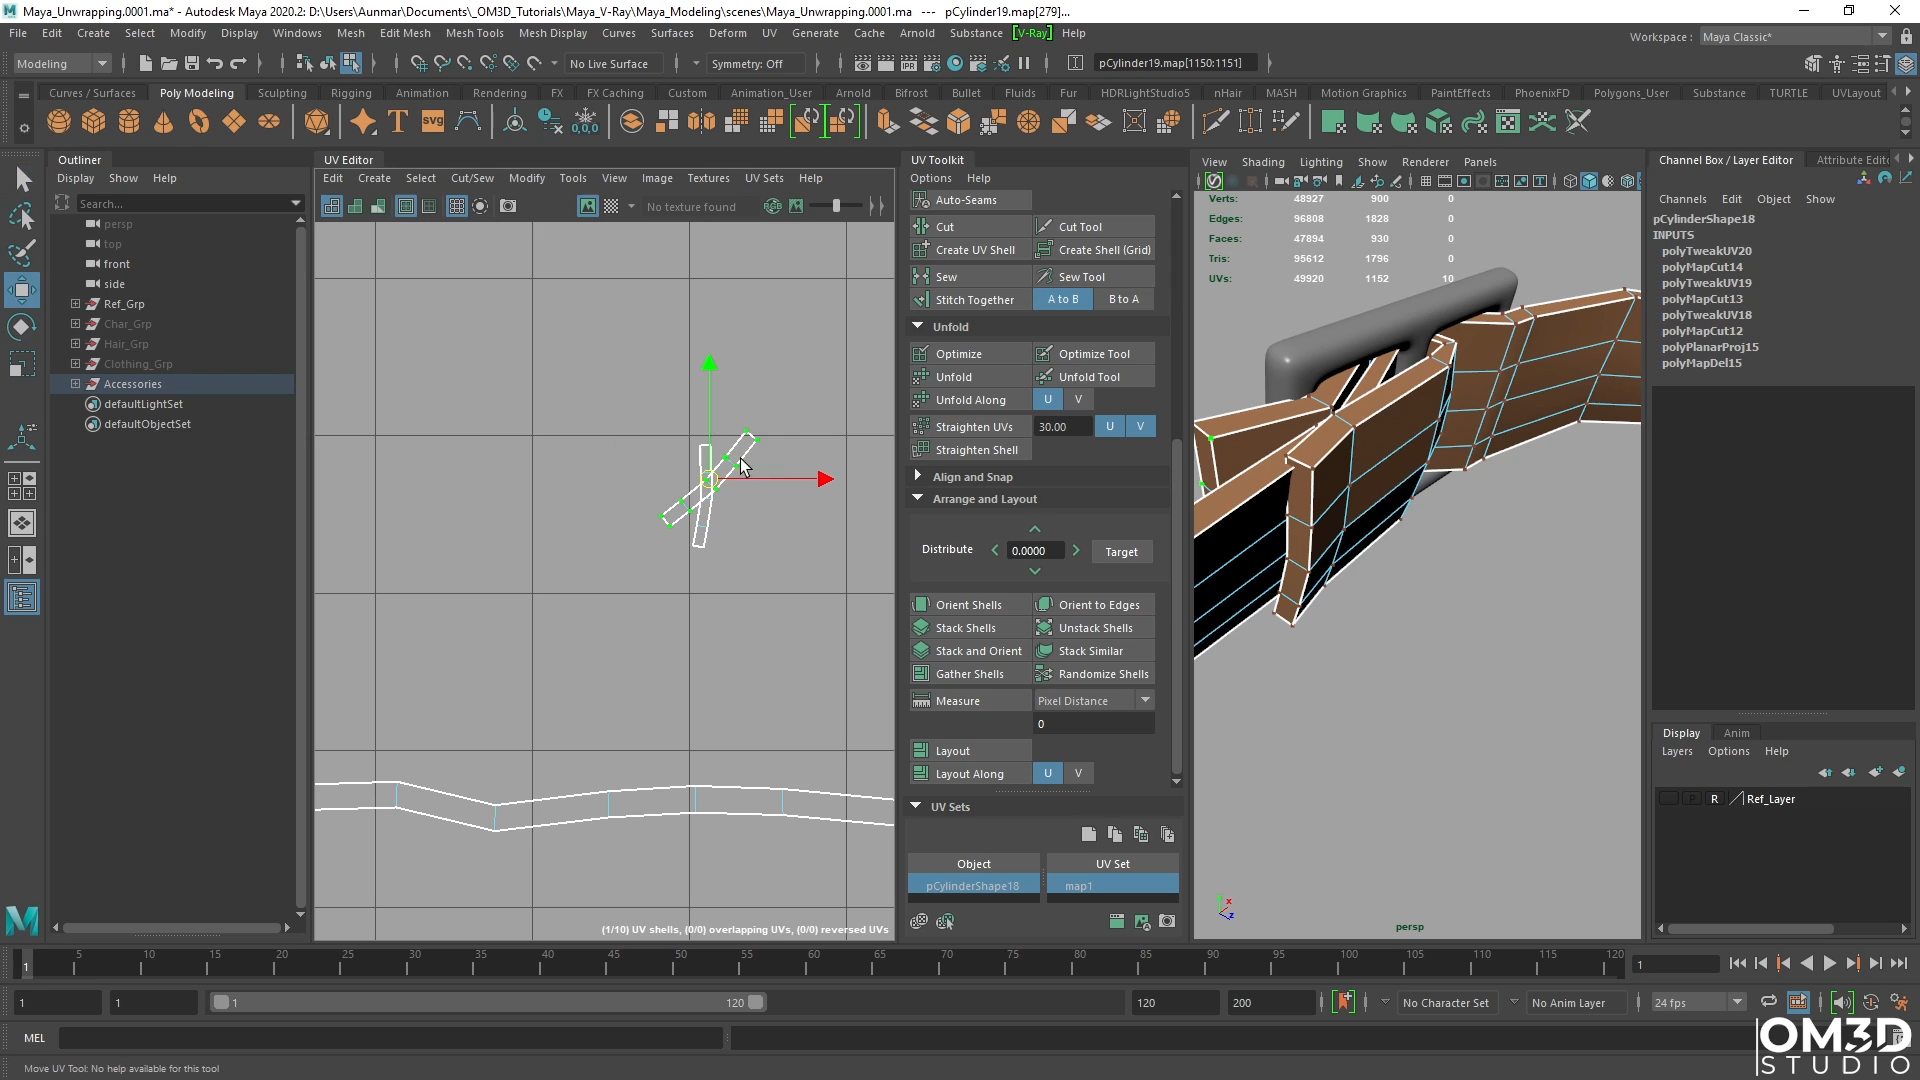 Maya_Unwrapping.0001.ma* - Autodesk Maya 2020.2: D:\Users\Aunmar\Documents\_OM3D_Tutorials\Maya_V-Ray\Maya_Modeling\scenes\Maya_Unwrapping.0001.ma --- pCylinder19.map[279]...
File Edit Create Select Modify Display Windows Mesh Edit Mesh Mesh Tools Mesh Display Curves Surfaces Deform UV Generate Cache Arnold Substance [V-Ray] Help Workspace : Maya Classic*
Modeling No Live Surface Symmetry: Off pCylinder19.map[1150:1151]
Curves / Surfaces Poly Modeling Sculpting Rigging Animation Rendering FX FX Caching Custom Animation_User Arnold Bifrost Bullet Fluids Fur HDRLightStudio5 nHair MASH Motion Graphics PaintEffects PhoenixFD Polygons_User Substance TURTLE UVLayout
Outliner UV Editor UV Toolkit
Display Show Help
Search...
persp
top
front
side
Ref_Grp
Char_Grp
Hair_Grp
Clothing_Grp
Accessories
defaultLightSet
defaultObjectSet
Edit Create Select Cut/Sew Modify Tools View Image Textures UV Sets Help
No texture found
(1/10) UV shells, (0/0) overlapping UVs, (0/0) reversed UVs
Options Help
Auto-Seams
Cut Cut Tool
Create UV Shell Create Shell (Grid)
Sew Sew Tool
Stitch Together A to B B to A
Unfold
Optimize Optimize Tool
Unfold Unfold Tool
Unfold Along U V
Straighten UVs 30.00 U V
Straighten Shell
Align and Snap
Arrange and Layout
Distribute 0.0000 Target
Orient Shells Orient to Edges
Stack Shells Unstack Shells
Stack and Orient Stack Similar
Gather Shells Randomize Shells
Measure Pixel Distance
0
Layout
Layout Along U V
UV Sets
Object UV Set
pCylinderShape18 map1
View Shading Lighting Show Renderer Panels
Verts: 48927 900 0
Edges: 96808 1828 0
Faces: 47894 930 0
Tris: 95612 1796 0
UVs: 49920 1152 10
x
z
persp
Channel Box / Layer Editor Attribute Edit
Channels Edit Object Show
pCylinderShape18
INPUTS
polyTweakUV20
polyMapCut14
polyTweakUV19
polyMapCut13
polyTweakUV18
polyMapCut12
polyPlanarProj15
polyMapDel15
Display Anim
Layers Options Help
P R Ref_Layer
1 5 10 15 20 25 30 35 40 45 50 55 60 65 70 75 80 85 90 95 100 105 110 115 120 1
1 1 1 120 120 200 No Character Set No Anim Layer 24 fps
MEL
Move UV Tool: No help available for this tool
OM3D
STUDIO